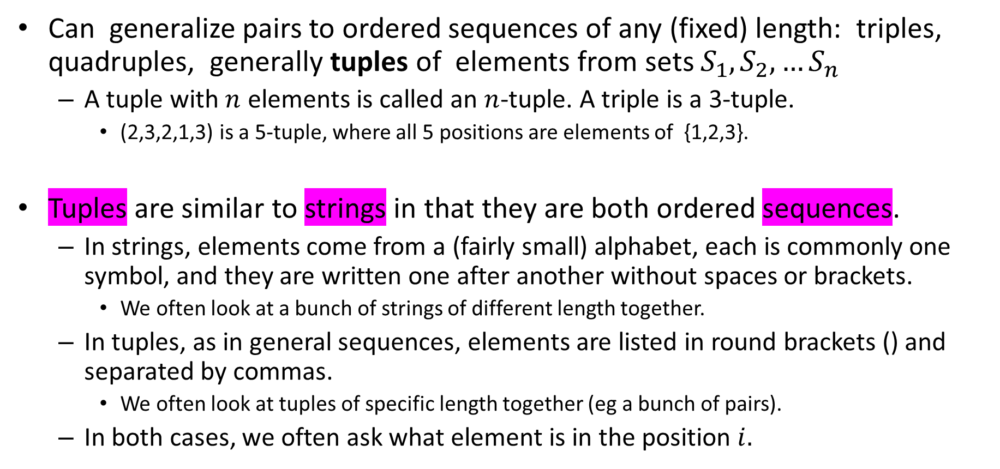 • Can generalize pairs to ordered sequences of any (fixed) length: triples,
quadruples, generally tuples of elements from sets 𝑆₁, 𝑆₂, … 𝑆ₙ
– A tuple with 𝑛 elements is called an 𝑛-tuple. A triple is a 3-tuple.
• (2,3,2,1,3) is a 5-tuple, where all 5 positions are elements of {1,2,3}.
• Tuples are similar to strings in that they are both ordered sequences.
– In strings, elements come from a (fairly small) alphabet, each is commonly one
symbol, and they are written one after another without spaces or brackets.
• We often look at a bunch of strings of different length together.
– In tuples, as in general sequences, elements are listed in round brackets () and
separated by commas.
• We often look at tuples of specific length together (eg a bunch of pairs).
– In both cases, we often ask what element is in the position 𝑖.